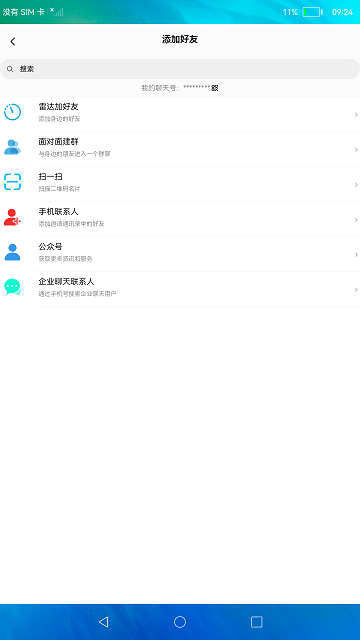 没有 SIM 卡
11%
09:24
添加好友
搜索
我的聊天号：*********
雷达加好友
添加身边的好友
面对面建群
与身边的朋友进入一个群聊
扫一扫
扫描二维码名片
手机联系人
添加邀请通讯录中的好友
公众号
获取更多资讯和服务
企业聊天联系人
通过手机号搜索企业聊天用户